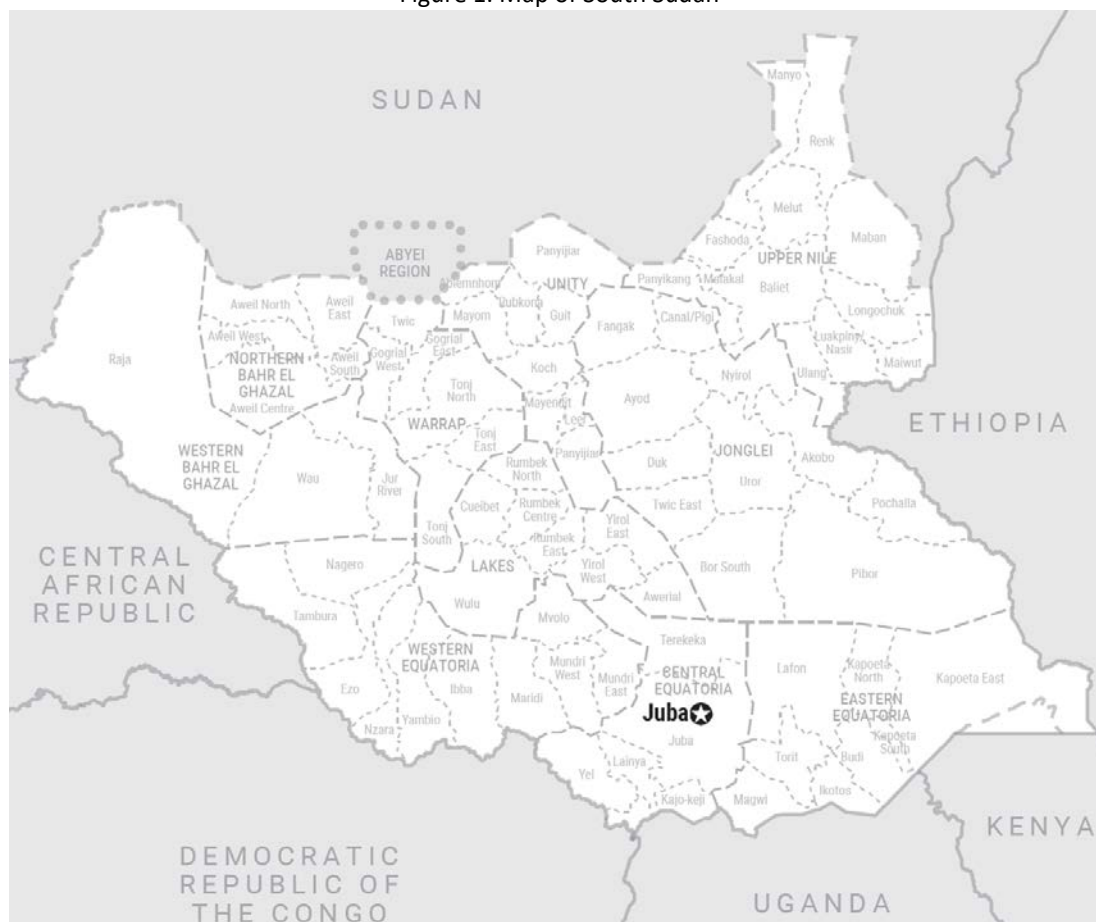 Figure 1: Map of South Sudan
SUDAN
Manyo
Renk
Melut
Maban
Fashoda
UPPER NILE
Panyikang
Malakal
Baliet
Longochuk
Luakpiny/
Nasir
Maiwut
Ulang
ABYEI
REGION
Panyijiar
UNITY
Abiemnhom
Rubkona
Mayom
Guit
Fangak
Canal/Pigi
Koch
Mayendit
Leer
Panyijiar
Nyirol
Ayod
JONGLEI
Duk
Uror
Akobo
Pochalla
Twic East
Bor South
Pibor
ETHIOPIA
Raja
Aweil North
Aweil
East
Aweil West
NORTHERN
BAHR EL
GHAZAL
Aweil
South
Aweil Centre
Twic
Gogrial
West
Gogrial
East
Tonj
North
WARRAP
Tonj
East
Tonj
South
WESTERN
BAHR EL
GHAZAL
Wau
Jur
River
Rumbek
North
Cueibet
Rumbek
Centre
Rumbek
East
Yirol
East
Yirol
West
LAKES
Wulu
Awerial
CENTRAL
AFRICAN
REPUBLIC
Nagero
Tambura
WESTERN
EQUATORIA
Ezo
Nzara
Yambio
Ibba
Maridi
Mvolo
Mundri
West
Mundri
East
Terekeka
CENTRAL
EQUATORIA
Juba
Juba
Lainya
Yei
Kajo-keji
Lafon
Kapoeta
North
Kapoeta East
EASTERN
EQUATORIA
Kapoeta
South
Torit
Budi
Ikotos
Magwi
KENYA
DEMOCRATIC
REPUBLIC OF
THE CONGO
UGANDA